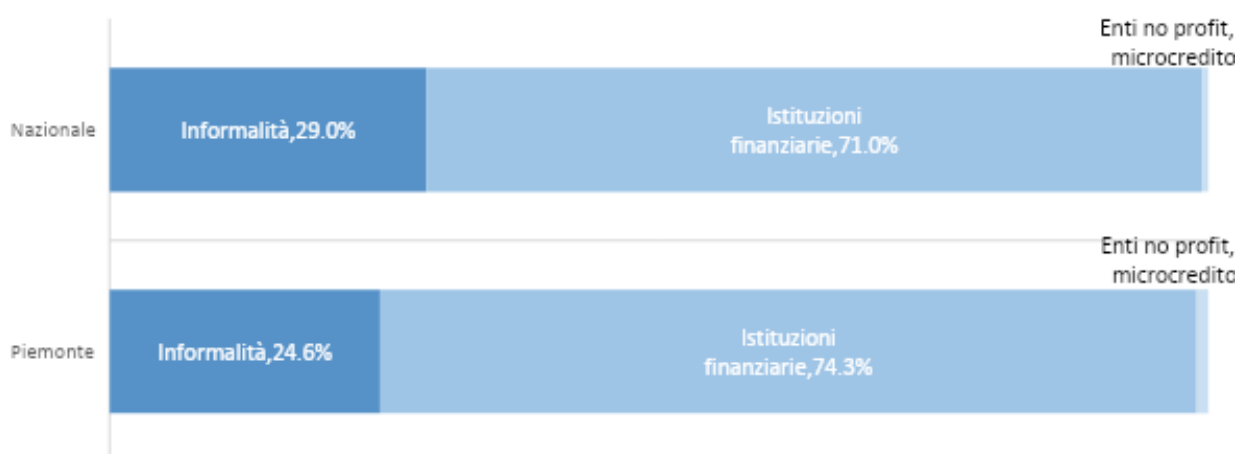 Enti no profit,
microcredito
Nazionale
Informalità,29.0%
Istituzioni
finanziarie,71.0%
Enti no profit,
microcredito
Piemonte
Informalità,24.6%
Istituzioni
finanziarie,74.3%